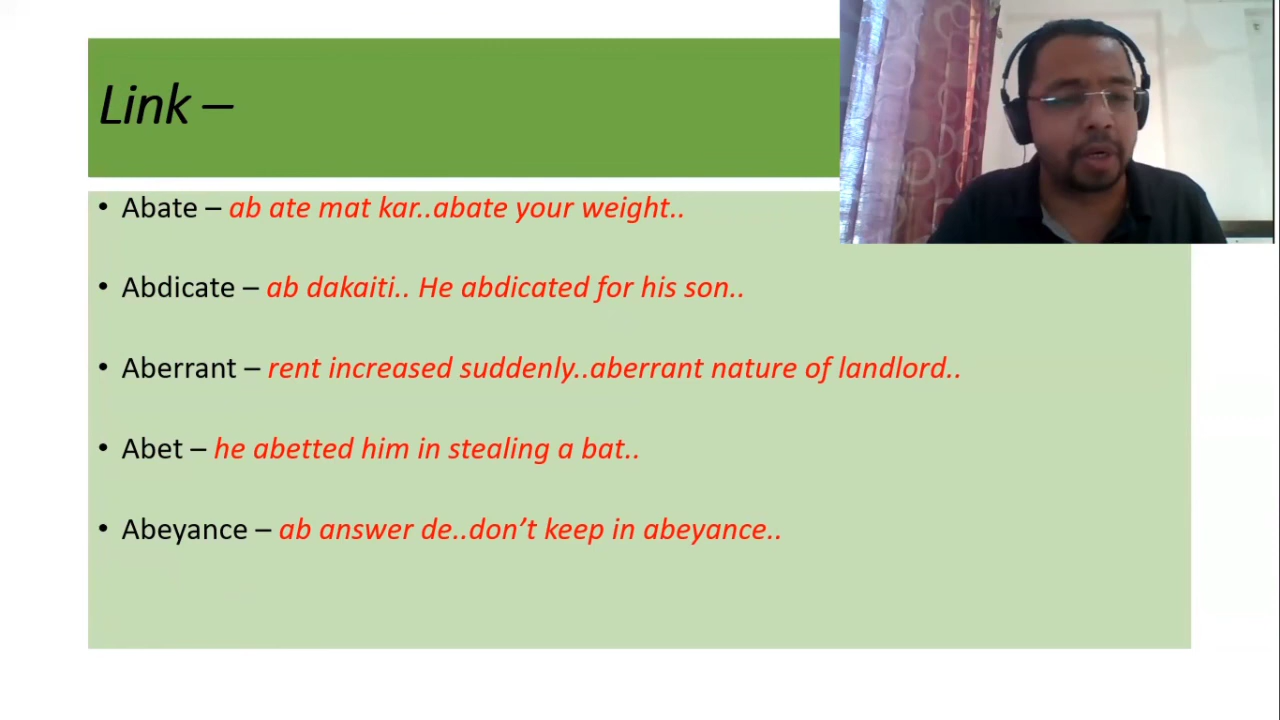 Link –
• Abate – ab ate mat kar..abate your weight..
• Abdicate – ab dakaiti.. He abdicated for his son..
• Aberrant – rent increased suddenly..aberrant nature of landlord..
• Abet – he abetted him in stealing a bat..
• Abeyance – ab answer de..don’t keep in abeyance..